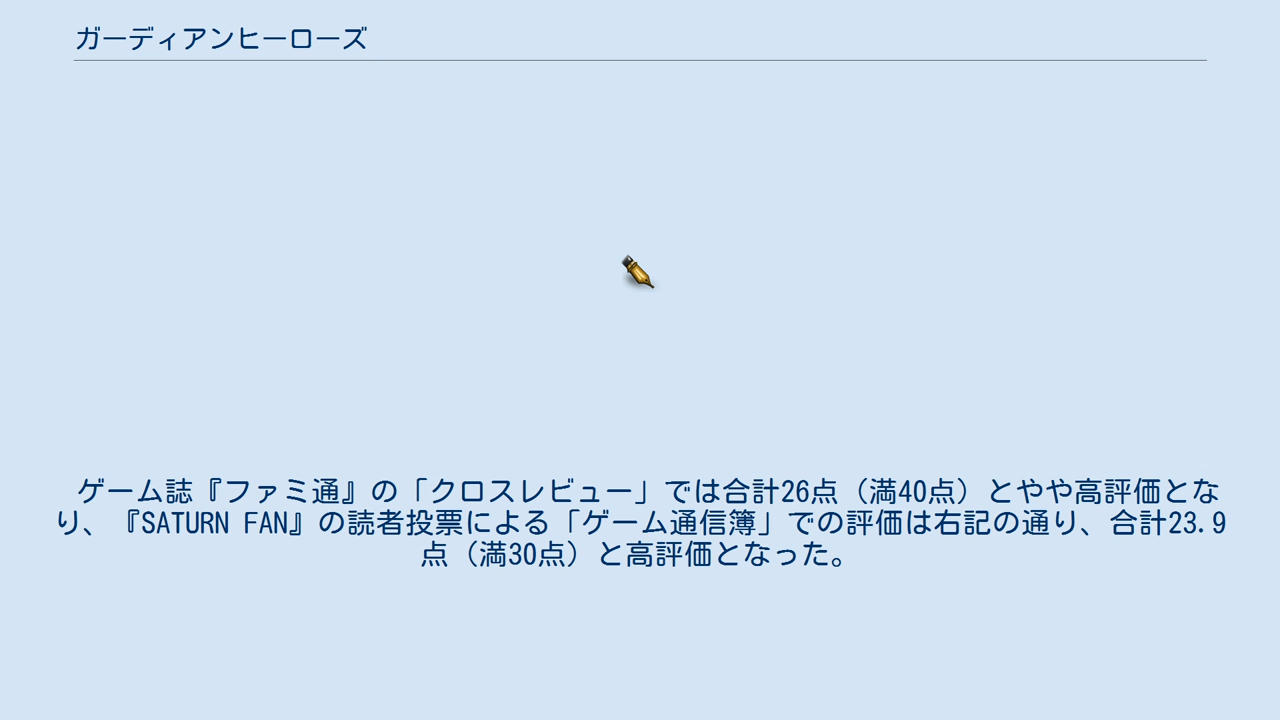 ガーディアンヒーローズ
ゲーム誌『ファミ通』の「クロスレビュー」では合計26点（満40点）とやや高評価とな
り、『SATURN FAN』の読者投票による「ゲーム通信簿」での評価は右記の通り、合計23.9
点（満30点）と高評価となった。